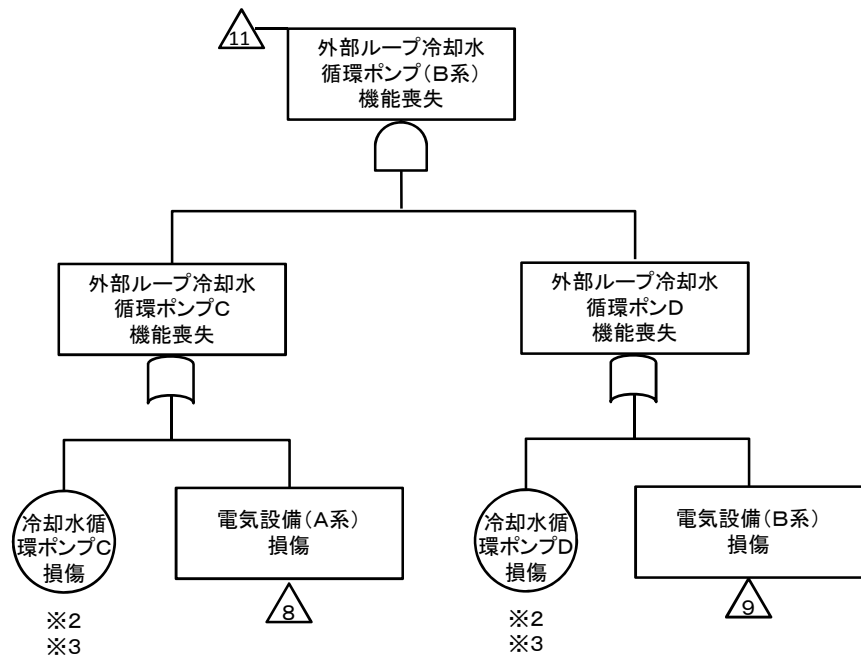 11
外部ループ冷却水
循環ポンプ（Ｂ系）
機能喪失
外部ループ冷却水
循環ポンプC
機能喪失
外部ループ冷却水
循環ポンD
機能喪失
冷却水循
環ポンプC
損傷
電気設備（Ａ系）
損傷
冷却水循
環ポンプD
損傷
電気設備（Ｂ系）
損傷
※2
※3
8
※2
※3
9